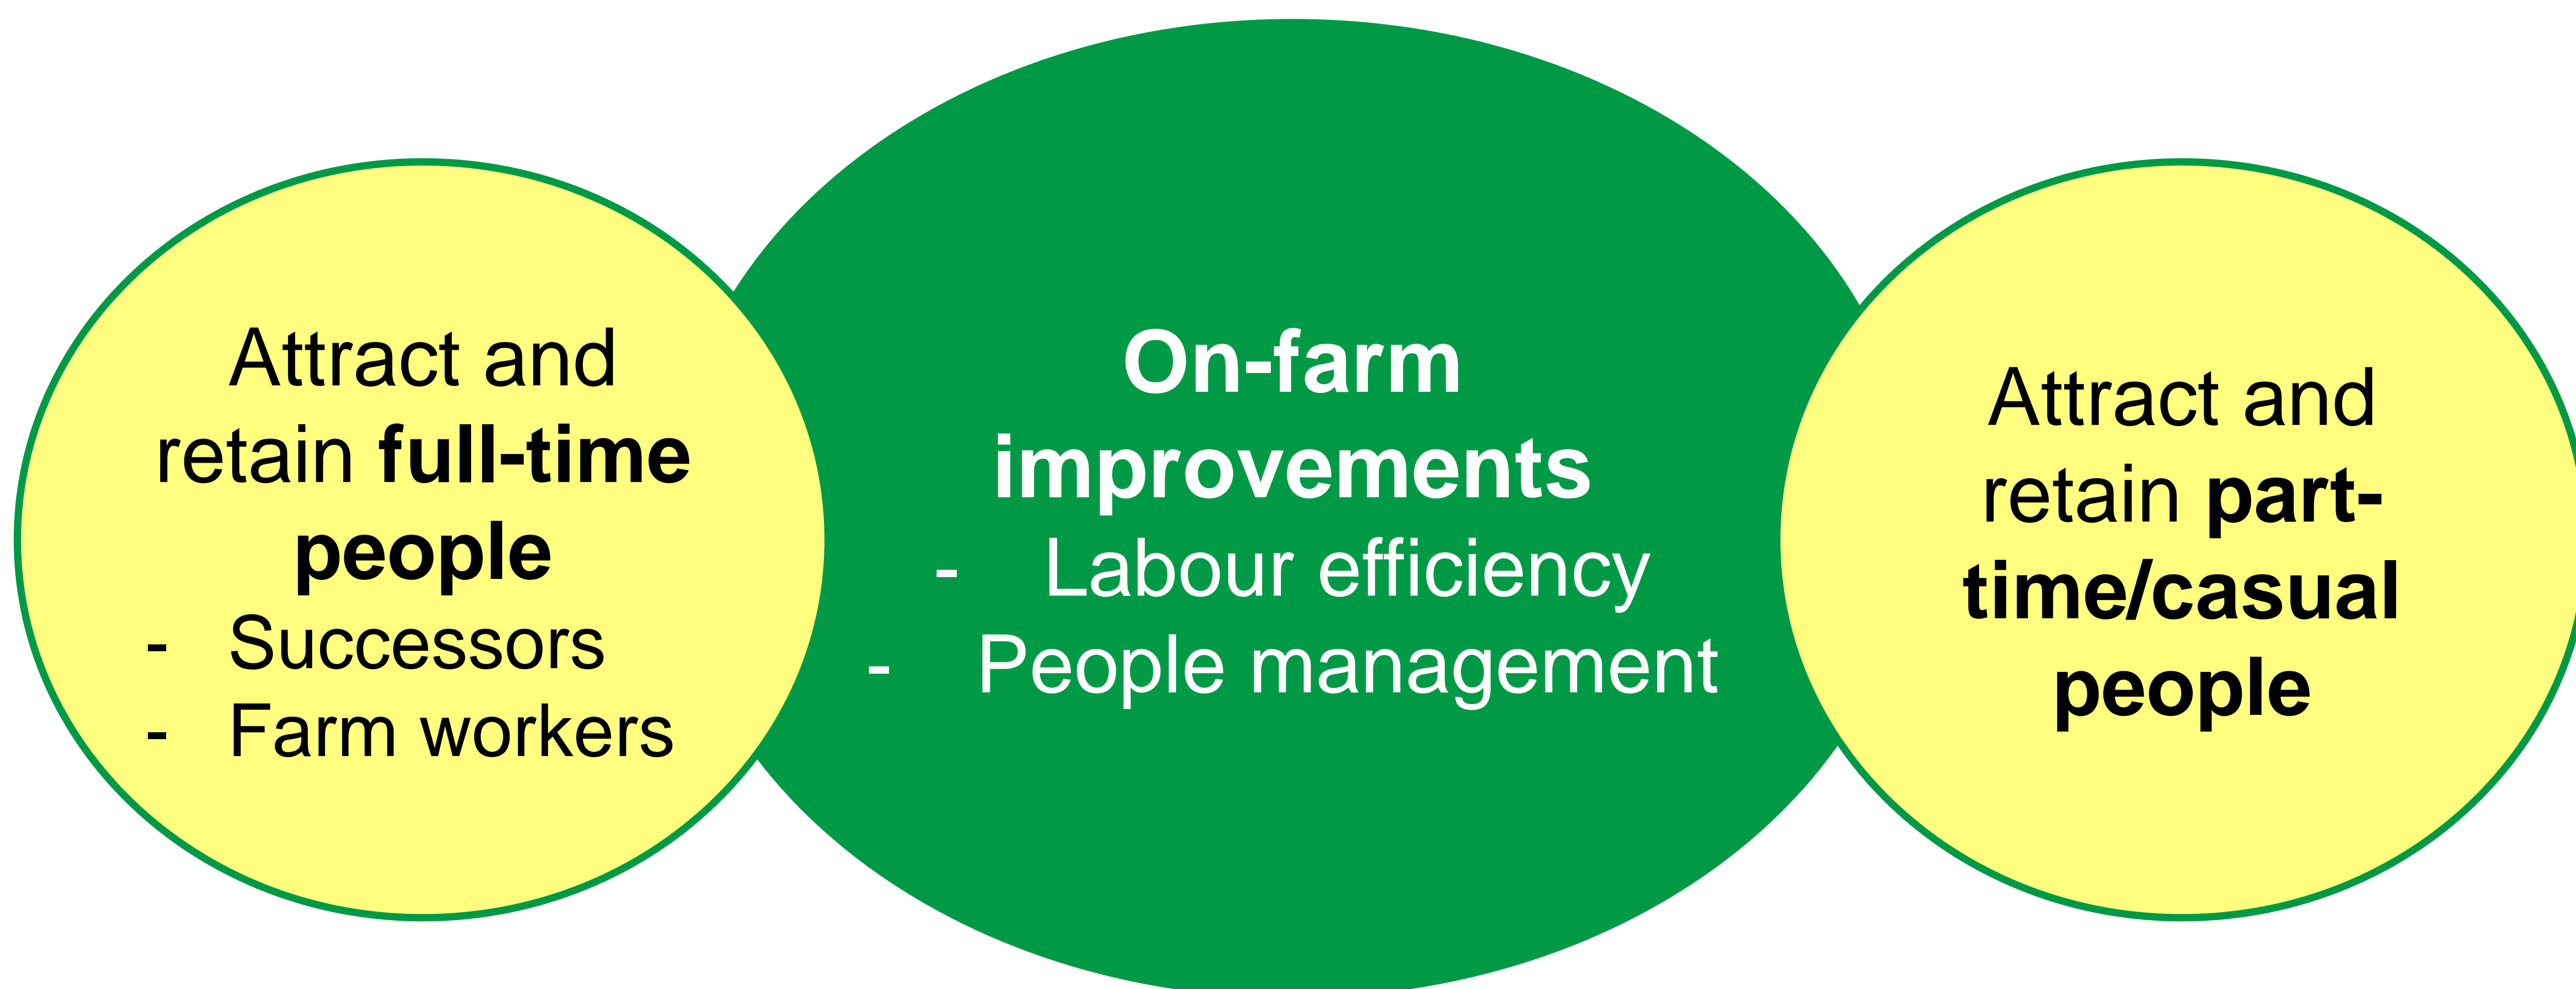 Attract and
retain full-time
people
- Successors
- Farm workers
On-farm
improvements
- Labour efficiency
- People management
Attract and
retain part-
time/casual
people